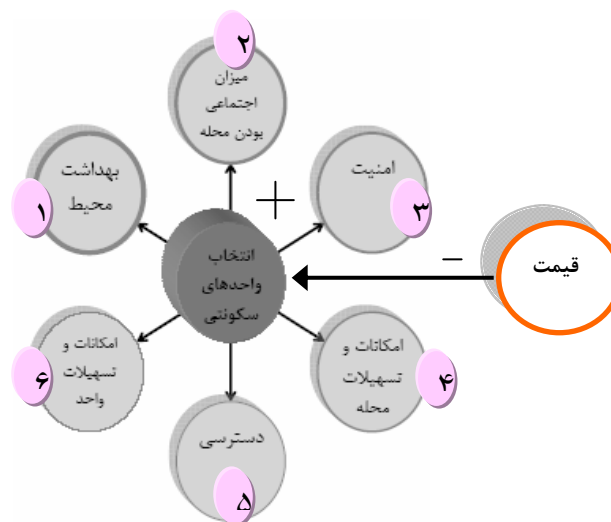 ۲
میزان
اجتماعی
بودن محله
بهداشت
محیط
۱
+
امنیت
۳
انتخاب
واحدهای
سکونتی
−
قیمت
امکانات و
تسهیلات
واحد
۶
امکانات و
تسهیلات
محله
۴
دسترسی
۵